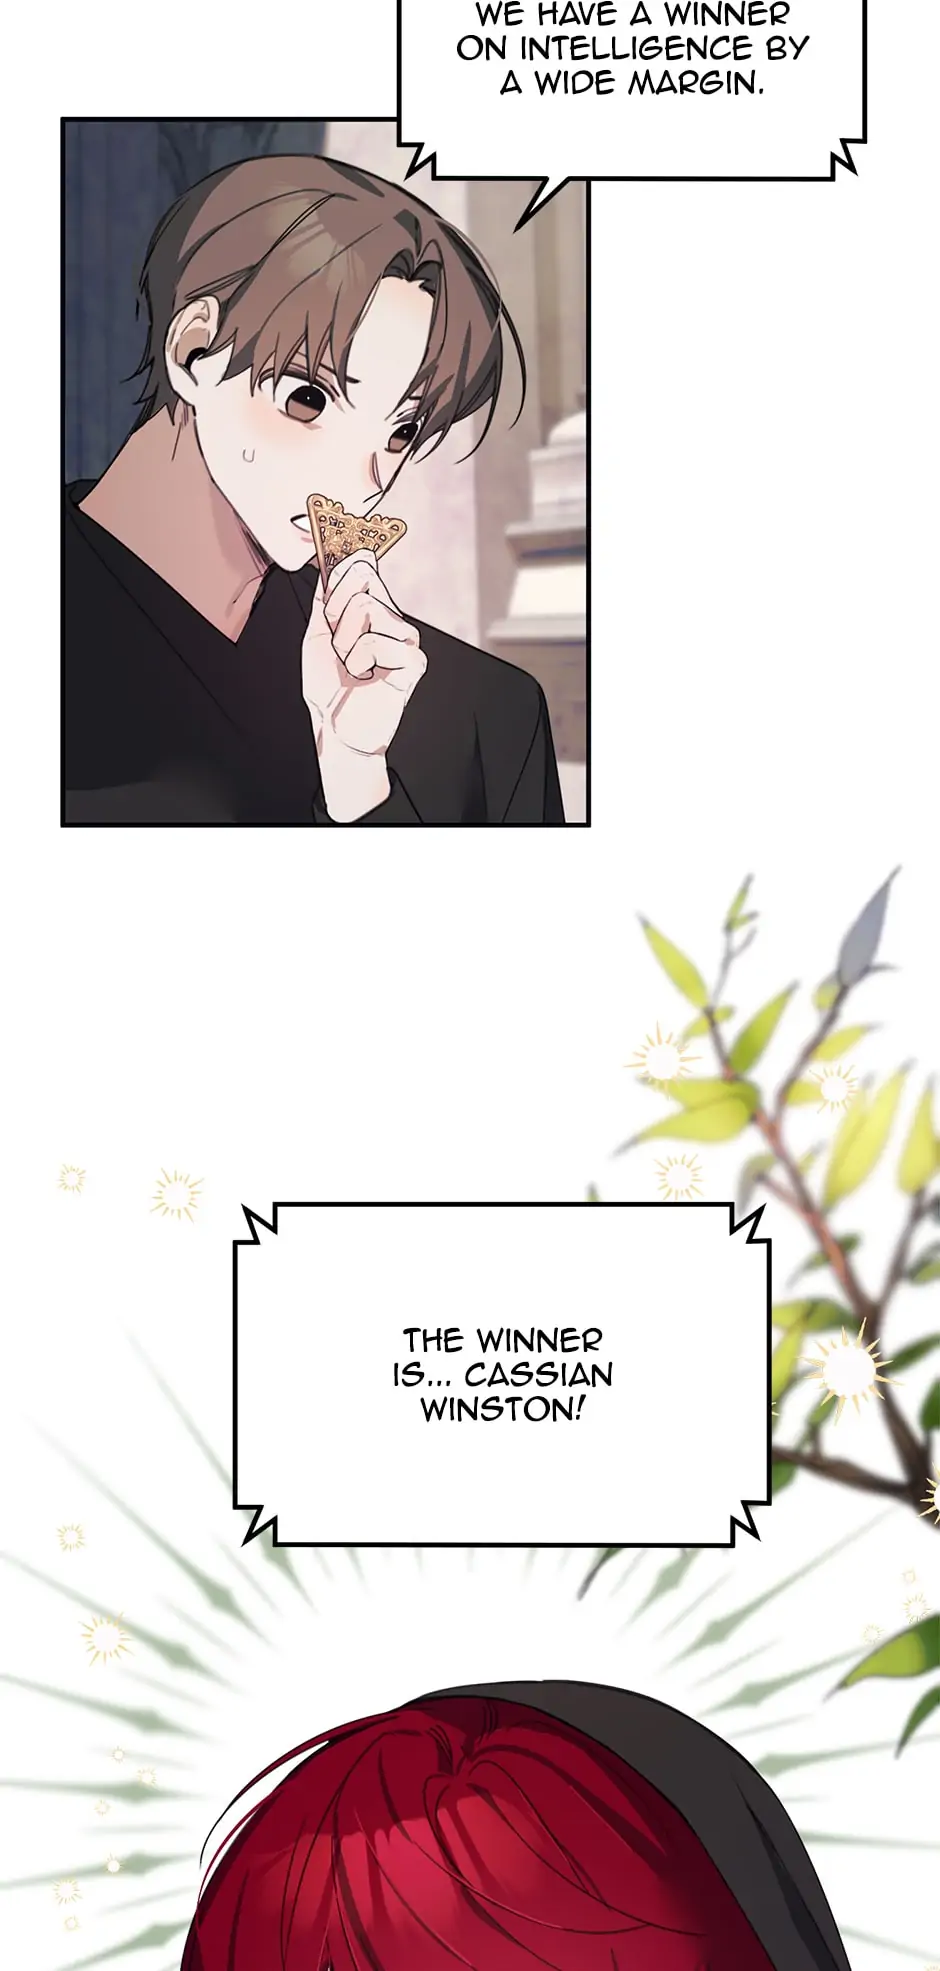 WE HAVE A WINNER
ON INTELLIGENCE BY
A WIDE MARGIN.
THE WINNER
IS... CASSIAN
WINSTON!